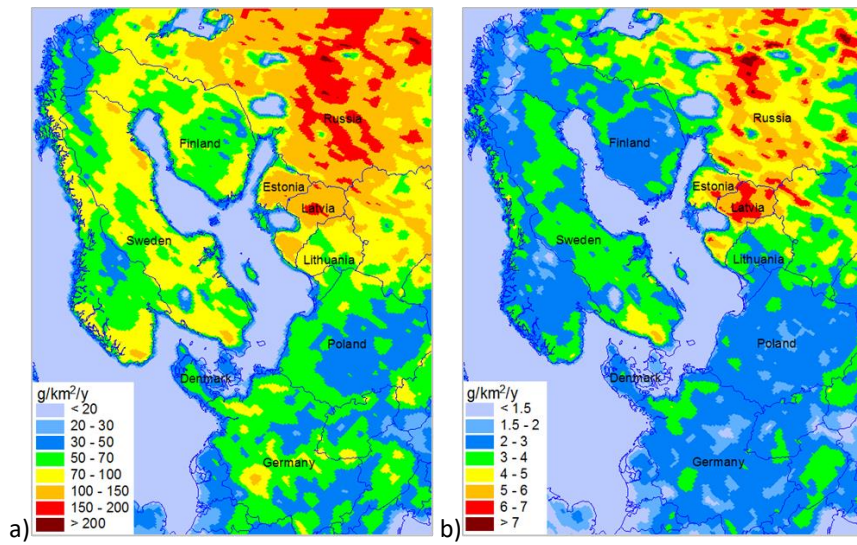 Russia
Finland
Estonia
Latvia
Sweden
Lithuania
Poland
Denmark
Germany
g/km²/y
< 20
20 - 30
30 - 50
50 - 70
70 - 100
100 - 150
150 - 200
> 200
a)
Russia
Finland
Estonia
Latvia
Sweden
Lithuania
Poland
Denmark
Germany
g/km²/y
< 1.5
1.5 - 2
2 - 3
3 - 4
4 - 5
5 - 6
6 - 7
> 7
b)